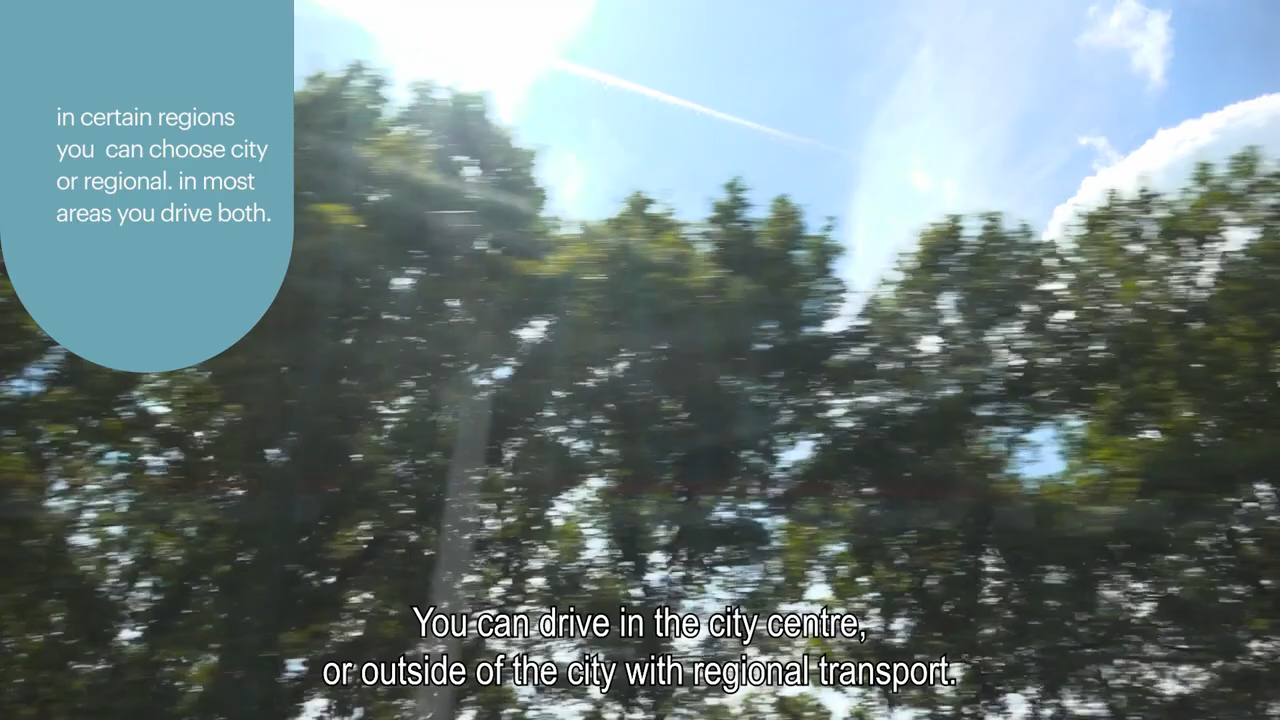 in certain regions
you can choose city
or regional. in most
areas you drive both.
You can drive in the city centre,
or outside of the city with regional transport.